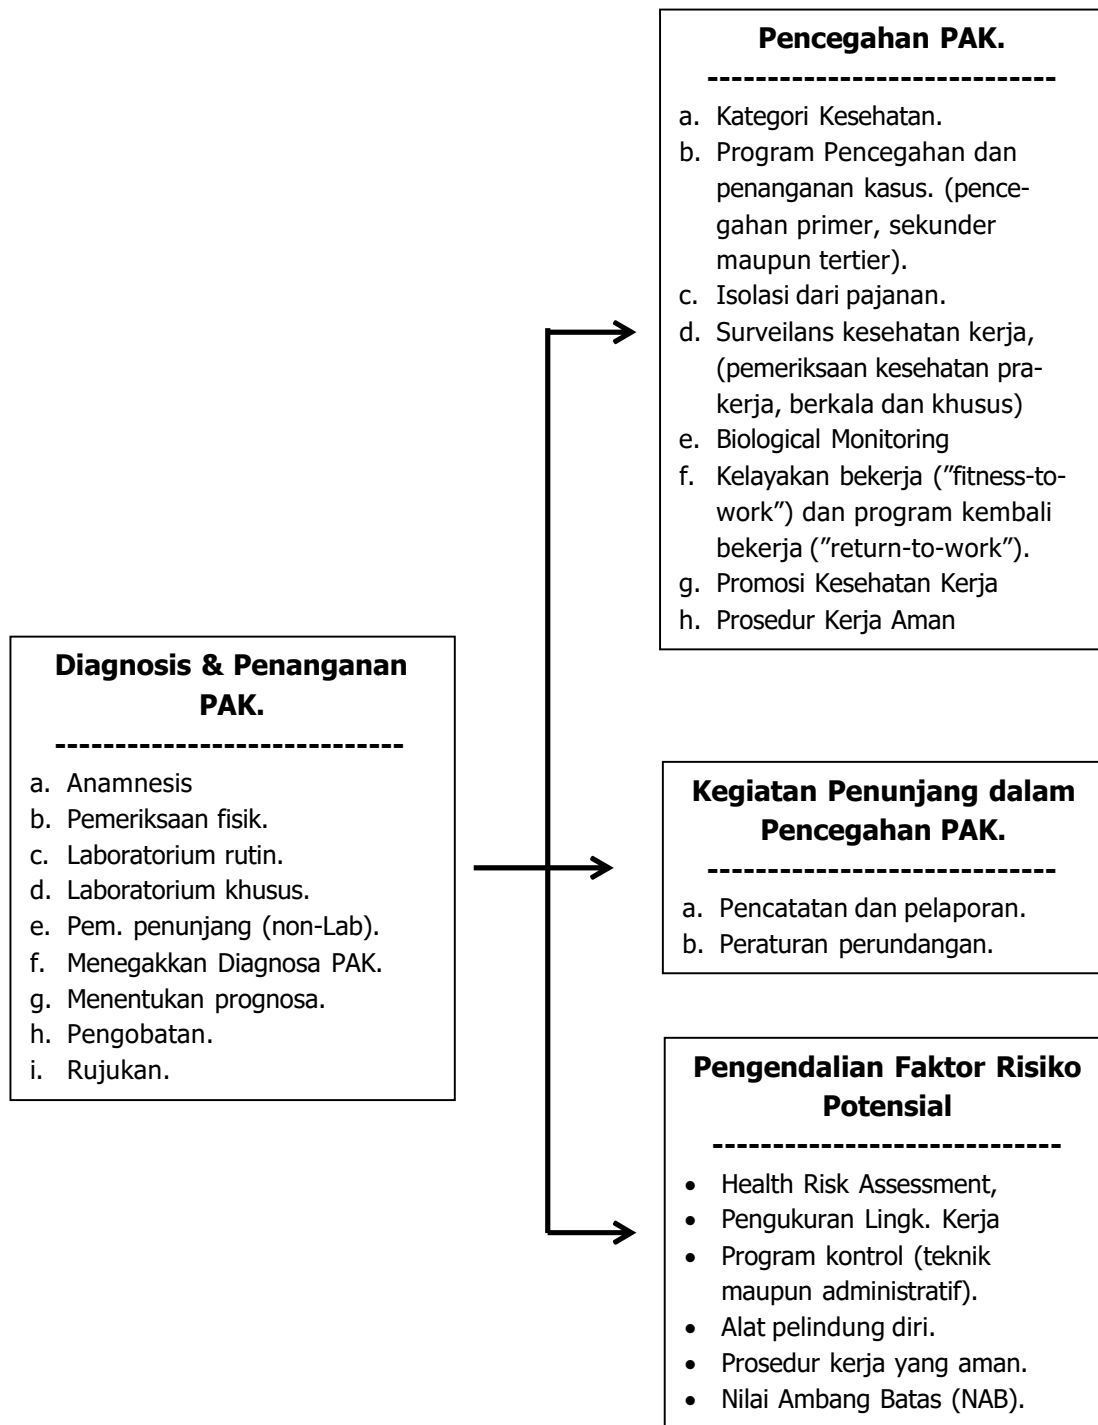 Pencegahan PAK.
-----------------------------
a. Kategori Kesehatan.
b. Program Pencegahan dan
penanganan kasus. (pence-
gahan primer, sekunder
maupun tertier).
c. Isolasi dari pajanan.
d. Surveilans kesehatan kerja,
(pemeriksaan kesehatan pra-
kerja, berkala dan khusus)
e. Biological Monitoring
f. Kelayakan bekerja (”fitness-to-
work”) dan program kembali
bekerja (”return-to-work”).
g. Promosi Kesehatan Kerja
h. Prosedur Kerja Aman
Diagnosis & Penanganan
PAK.
-----------------------------
a. Anamnesis
b. Pemeriksaan fisik.
c. Laboratorium rutin.
d. Laboratorium khusus.
e. Pem. penunjang (non-Lab).
f. Menegakkan Diagnosa PAK.
g. Menentukan prognosa.
h. Pengobatan.
i. Rujukan.
Kegiatan Penunjang dalam
Pencegahan PAK.
-----------------------------
a. Pencatatan dan pelaporan.
b. Peraturan perundangan.
Pengendalian Faktor Risiko
Potensial
-----------------------------
• Health Risk Assessment,
• Pengukuran Lingk. Kerja
• Program kontrol (teknik
maupun administratif).
• Alat pelindung diri.
• Prosedur kerja yang aman.
• Nilai Ambang Batas (NAB).